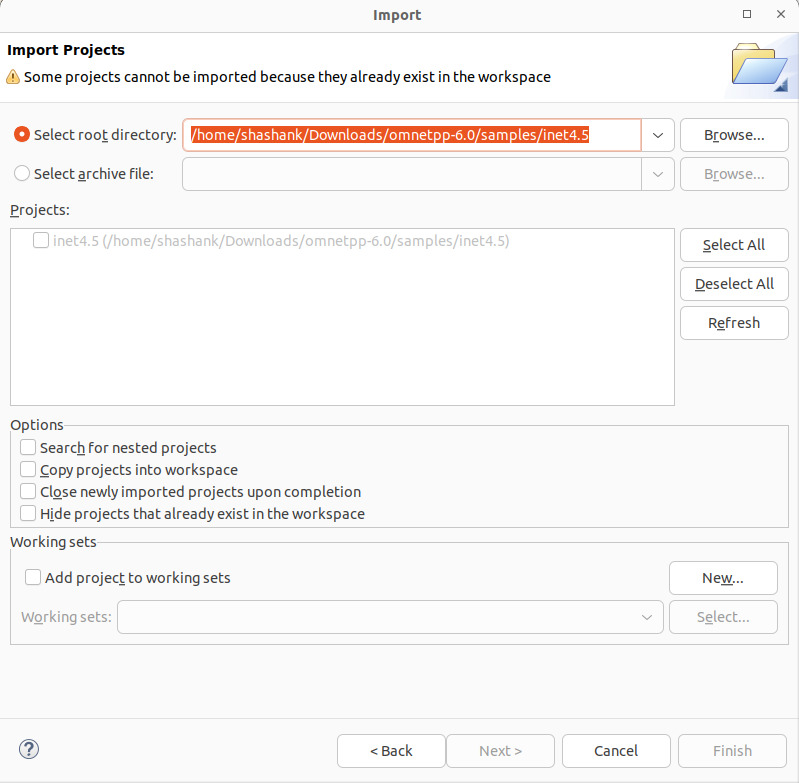 Import
Import Projects
Some projects cannot be imported because they already exist in the workspace
Select root directory: /home/shashank/Downloads/omnetpp-6.0/samples/inet4.5 Browse...
Select archive file: Browse...
Projects:
inet4.5 (/home/shashank/Downloads/omnetpp-6.0/samples/inet4.5)
Select All
Deselect All
Refresh
Options
Search for nested projects
Copy projects into workspace
Close newly imported projects upon completion
Hide projects that already exist in the workspace
Working sets
Add project to working sets New...
Working sets: Select...
? < Back Next > Cancel Finish